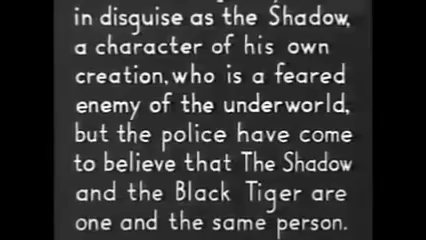 in disguise as the Shadow,
a character of his own
creation, who is a feared
enemy of the underworld,
but the police have come
to believe that The Shadow
and the Black Tiger are
one and the same person.